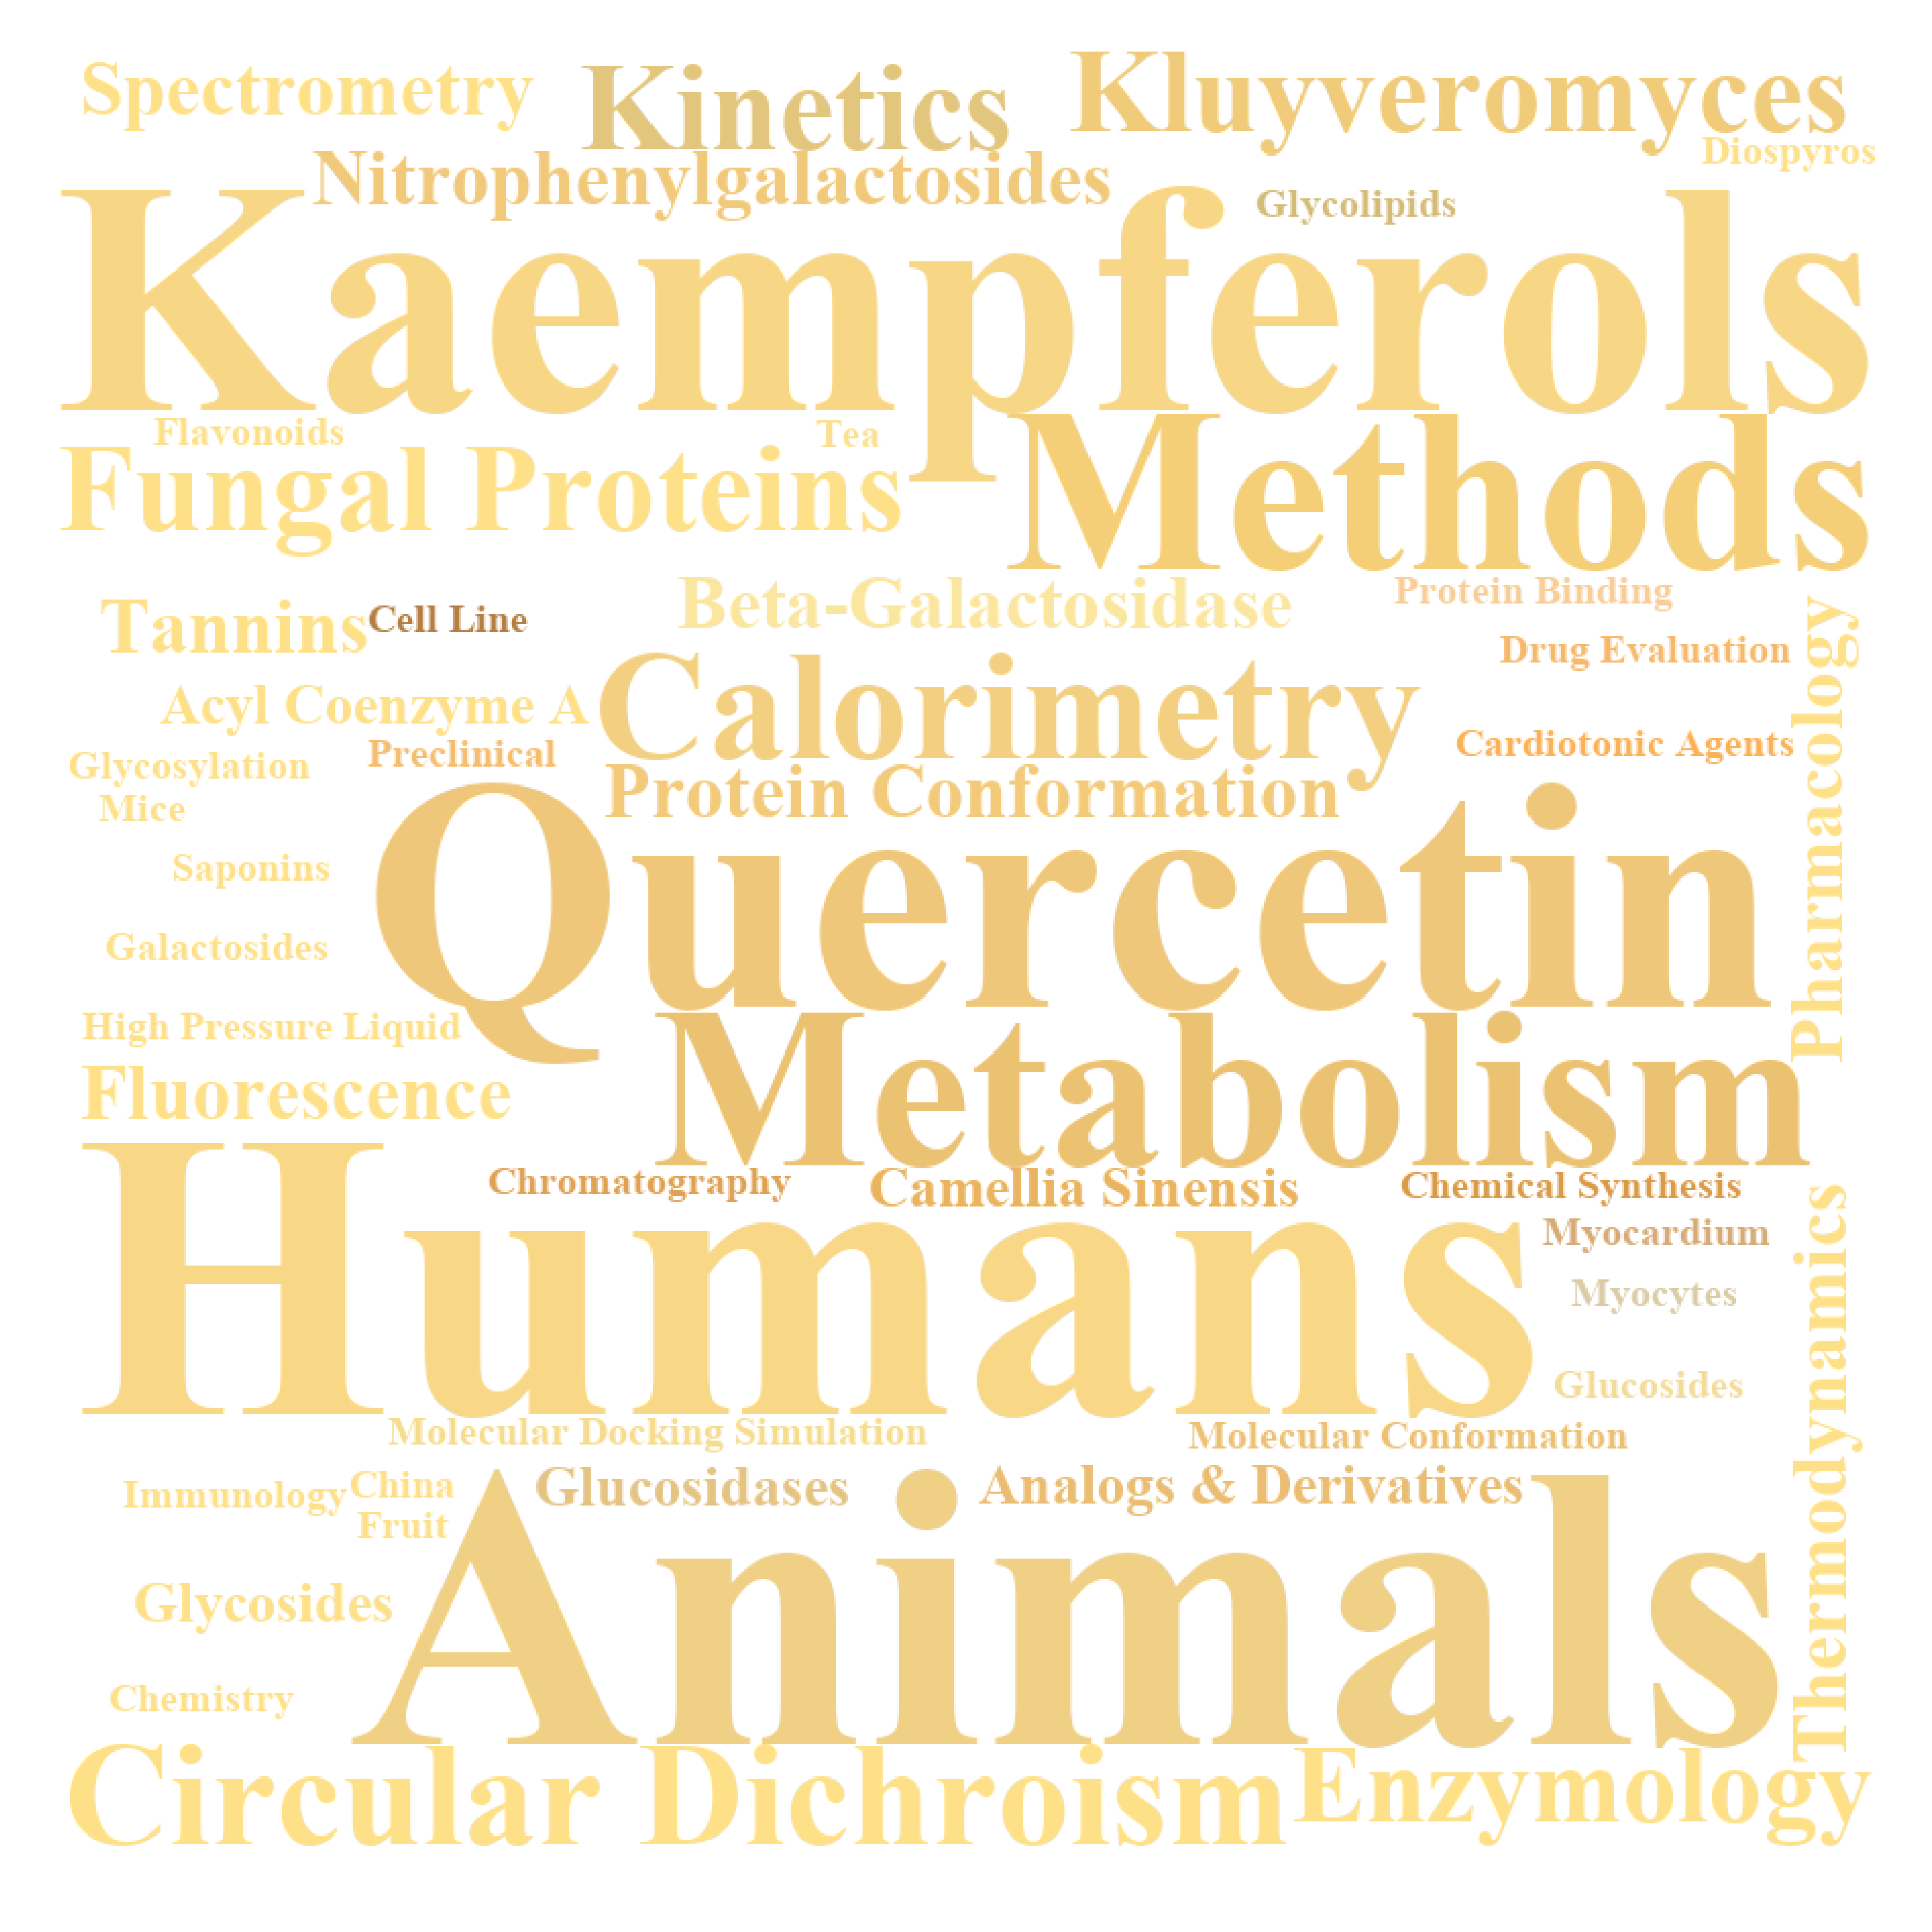 Spectrometry
Kinetics
Kluyveromyces
Diospyros
Nitrophenylgalactosides
Glycolipids
Kaempferols
Flavonoids
Tea
Fungal Proteins
Methods
Beta-Galactosidase
Protein Binding
Tannins
Cell Line
Drug Evaluation
Pharmacology
Acyl Coenzyme A
Calorimetry
Cardiotonic Agents
Glycosylation
Preclinical
Protein Conformation
Mice
Saponins
Quercetin
Galactosides
High Pressure Liquid
Fluorescence
Metabolism
Chromatography
Camellia Sinensis
Chemical Synthesis
Humans
Myocardium
Myocytes
Thermodynamics
Glucosides
Molecular Docking Simulation
Molecular Conformation
Immunology
China
Glucosidases
Analogs & Derivatives
Fruit
Animals
Glycosides
Chemistry
Circular Dichroism
Enzymology